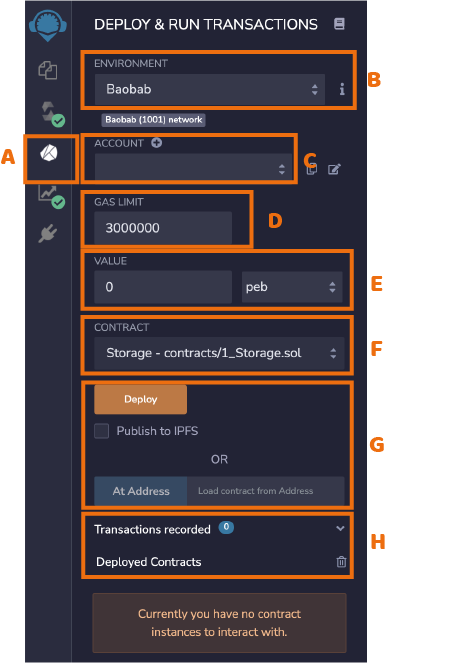 DEPLOY & RUN TRANSACTIONS
ENVIRONMENT
B
Baobab
i
Baobab (1001) network
A
ACCOUNT
C
GAS LIMIT
D
3000000
VALUE
E
0 peb
CONTRACT
F
Storage - contracts/1_Storage.sol
Deploy
Publish to IPFS
G
OR
At Address Load contract from Address
Transactions recorded 0
H
Deployed Contracts
Currently you have no contract
instances to interact with.